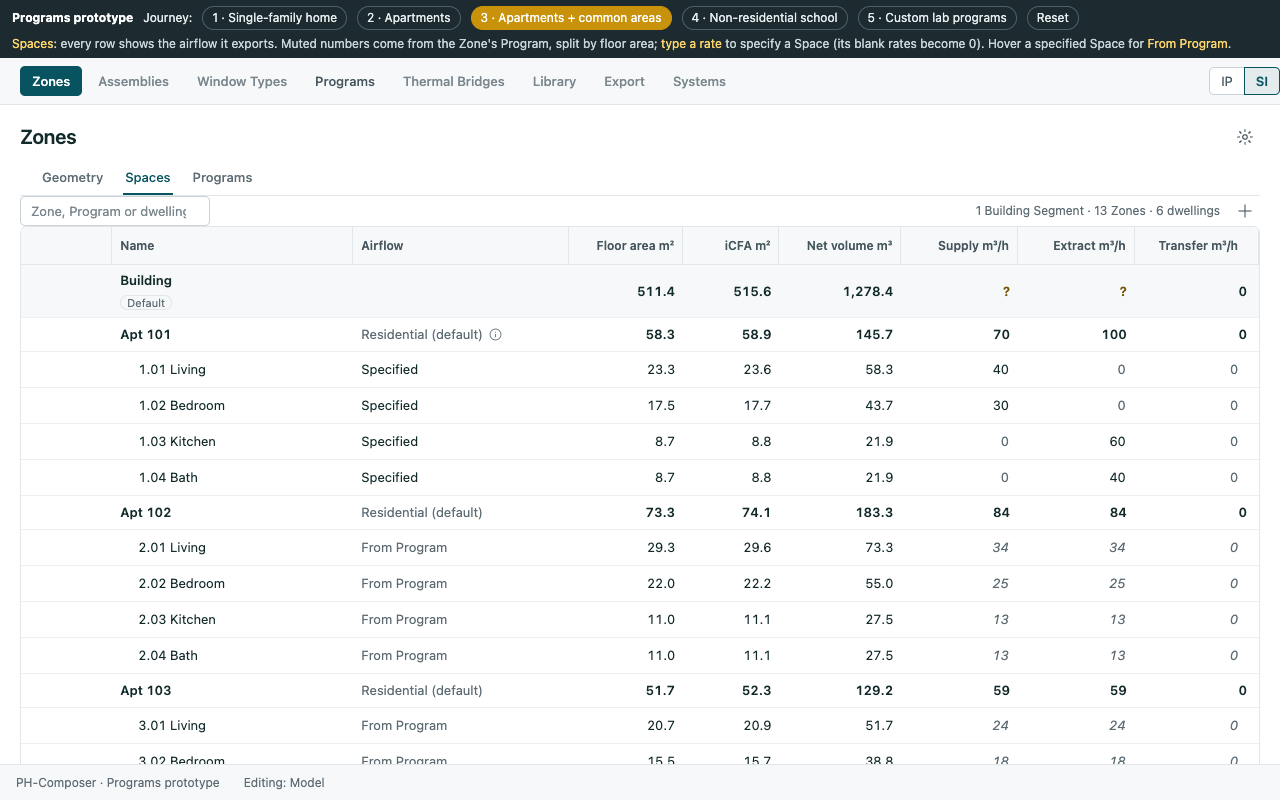 Programs prototype Journey: 1 · Single-family home 2 · Apartments 3 · Apartments + common areas 4 · Non-residential school 5 · Custom lab programs Reset
Spaces: every row shows the airflow it exports. Muted numbers come from the Zone's Program, split by floor area; type a rate to specify a Space (its blank rates become 0). Hover a specified Space for From Program.
Zones Assemblies Window Types Programs Thermal Bridges Library Export Systems IP SI
Zones
Geometry Spaces Programs
Zone, Program or dwelling 1 Building Segment · 13 Zones · 6 dwellings
Name Airflow Floor area m² iCFA m² Net volume m³ Supply m³/h Extract m³/h Transfer m³/h
Building 511.4 515.6 1,278.4 ? ? 0
Default
Apt 101 Residential (default) 58.3 58.9 145.7 70 100 0
1.01 Living Specified 23.3 23.6 58.3 40 0 0
1.02 Bedroom Specified 17.5 17.7 43.7 30 0 0
1.03 Kitchen Specified 8.7 8.8 21.9 0 60 0
1.04 Bath Specified 8.7 8.8 21.9 0 40 0
Apt 102 Residential (default) 73.3 74.1 183.3 84 84 0
2.01 Living From Program 29.3 29.6 73.3 34 34 0
2.02 Bedroom From Program 22.0 22.2 55.0 25 25 0
2.03 Kitchen From Program 11.0 11.1 27.5 13 13 0
2.04 Bath From Program 11.0 11.1 27.5 13 13 0
Apt 103 Residential (default) 51.7 52.3 129.2 59 59 0
3.01 Living From Program 20.7 20.9 51.7 24 24 0
3.02 Bedroom From Program 15.5 15.7 38.8 18 18 0
PH-Composer · Programs prototype Editing: Model